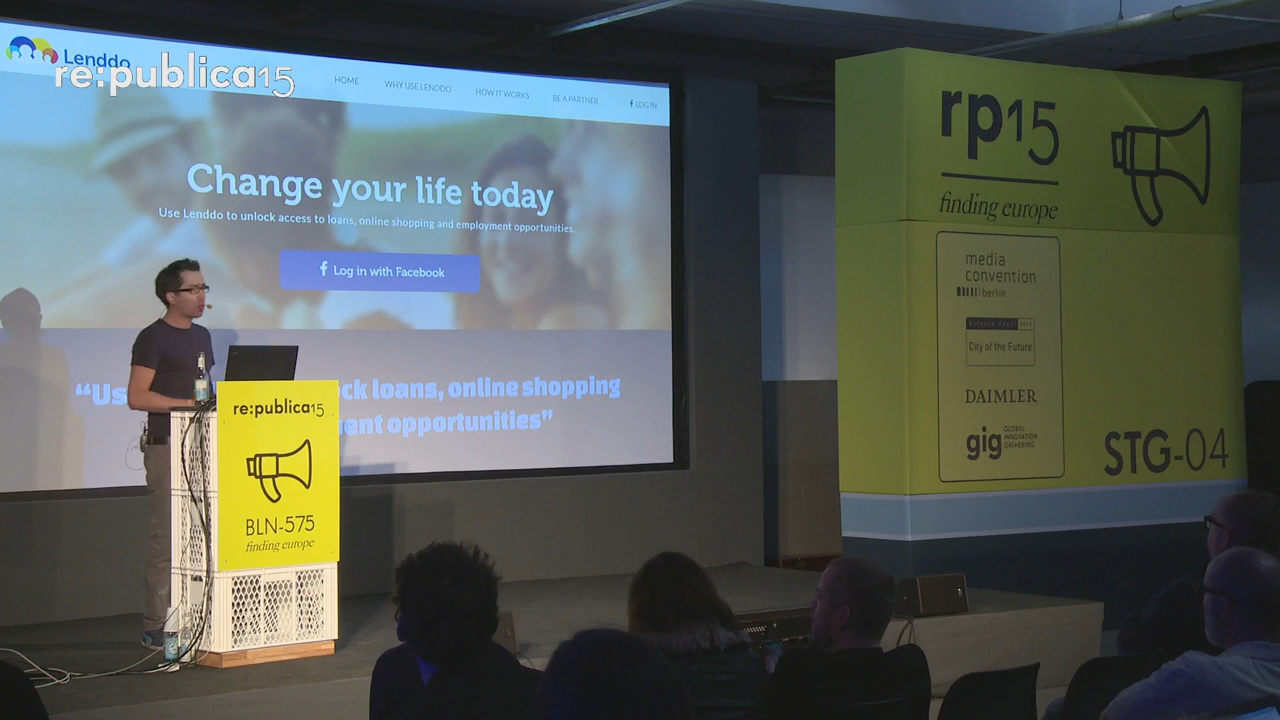 Lenddo
re:publica15
HOME
WHY USE LENDDO
HOW IT WORKS
BE A PARTNER
f LOG IN
Change your life today
Use Lenddo to unlock access to loans, online shopping and employment opportunities.
f Log in with Facebook
“Us
ck loans, online shopping
ent opportunities”
re:publica15
BLN-575
finding europe
rp15
finding europe
media
convention
berlin
City of the Future
DAIMLER
gig GLOBAL
INNOVATION
GATHERING
STG-04